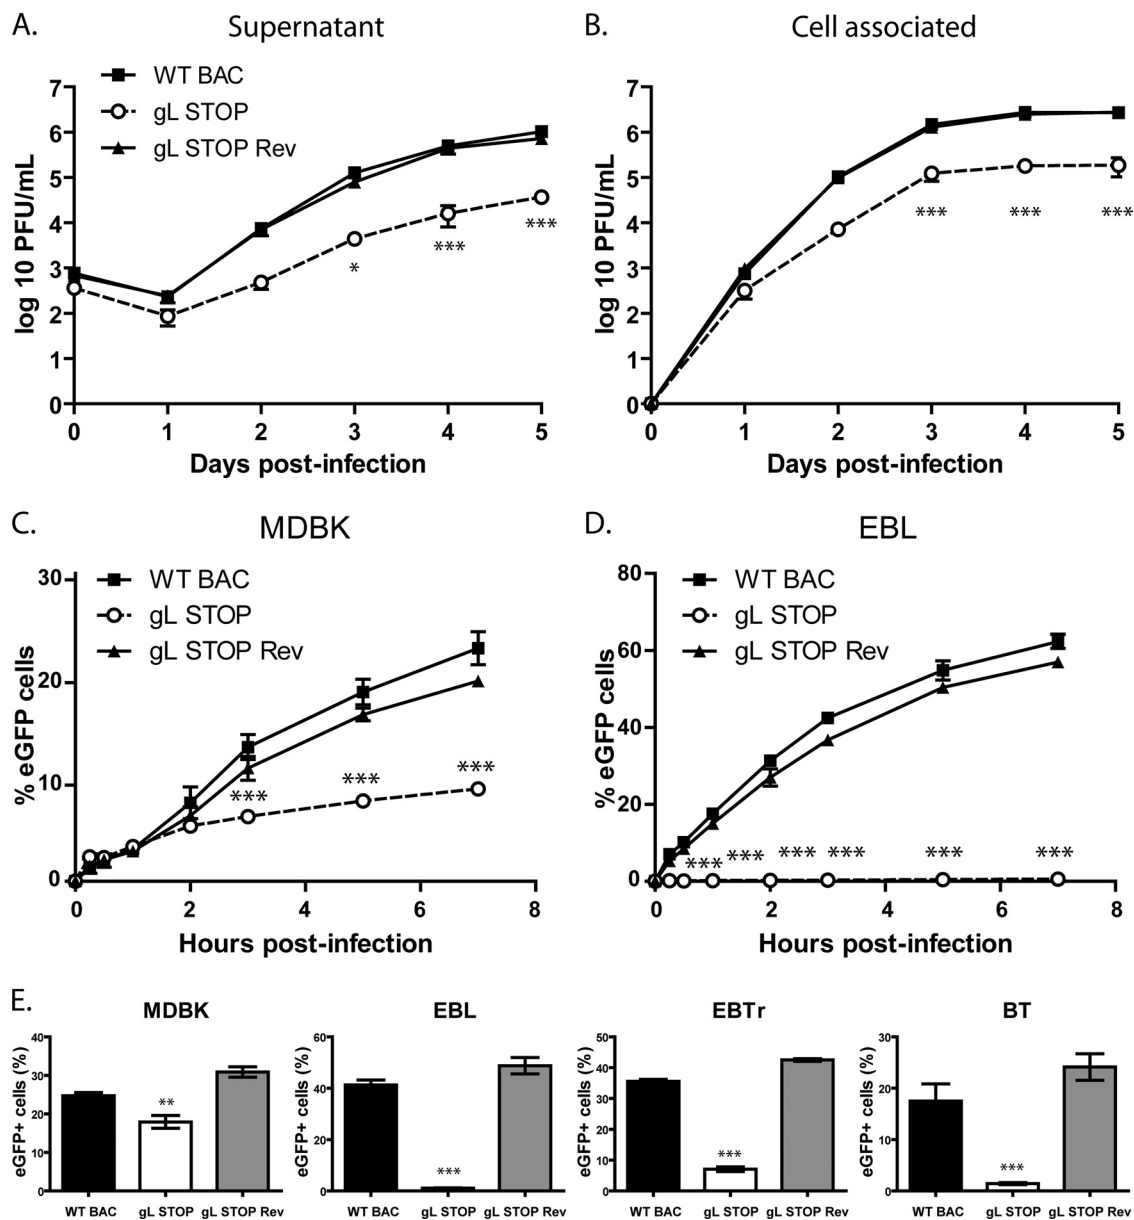 A.
Supernatant
WT BAC
gL STOP
gL STOP Rev
log 10 PFU/mL
7
6
5
4
3
2
1
0
*
***
***
0 1 2 3 4 5
Days post-infection
B.
Cell associated
log 10 PFU/mL
7
6
5
4
3
2
1
0
*** *** ***
0 1 2 3 4 5
Days post-infection
C.
MDBK
WT BAC
gL STOP
gL STOP Rev
% eGFP cells
30
20
10
0
*** *** ***
0 2 4 6 8
Hours post-infection
D.
EBL
WT BAC
gL STOP
gL STOP Rev
% eGFP cells
80
60
40
20
0
*** *** *** *** *** ***
0 2 4 6 8
Hours post-infection
E.
MDBK
eGFP+ cells (%)
40
30
20
10
0
**
WT BAC gL STOP gL STOP Rev
EBL
eGFP+ cells (%)
60
40
20
0
***
WT BAC gL STOP gL STOP Rev
EBTr
eGFP+ cells (%)
50
40
30
20
10
0
***
WT BAC gL STOP gL STOP Rev
BT
eGFP+ cells (%)
30
20
10
0
***
WT BAC gL STOP gL STOP Rev